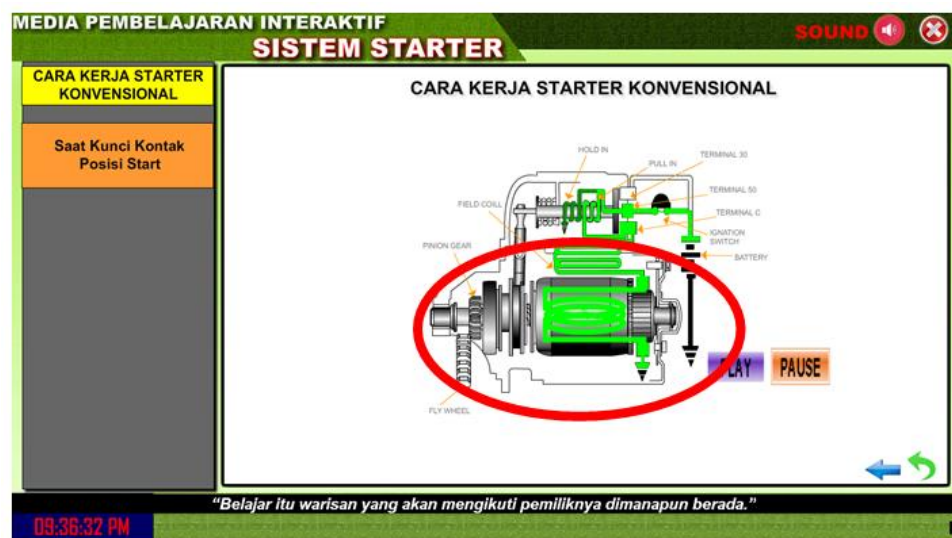 MEDIA PEMBELAJARAN INTERAKTIF
SISTEM STARTER
SOUND
CARA KERJA STARTER
KONVENSIONAL
Saat Kunci Kontak
Posisi Start
CARA KERJA STARTER KONVENSIONAL
HOLD IN
PULL IN
TERMINAL 30
TERMINAL 50
TERMINAL C
FIELD COLL
IGNATION
SWITCH
PINION GEAR
BATTERY
FLY WHEEL
PLAY
PAUSE
“Belajar itu warisan yang akan mengikuti pemiliknya dimanapun berada.”
09:36:32 PM